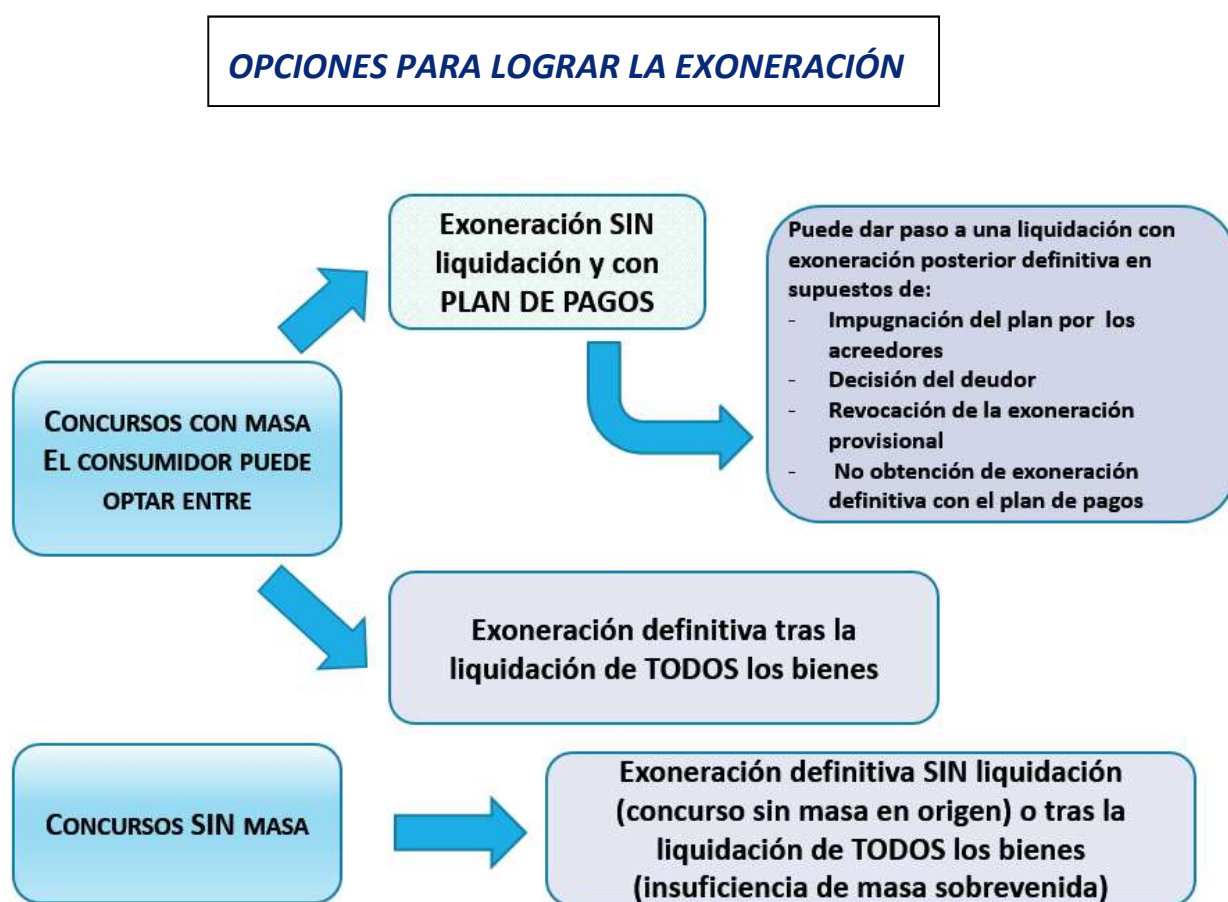 OPCIONES PARA LOGRAR LA EXONERACIÓN
Exoneración SIN
liquidación y con
PLAN DE PAGOS
Puede dar paso a una liquidación con
exoneración posterior definitiva en
supuestos de:
- Impugnación del plan por los
acreedores
- Decisión del deudor
- Revocación de la exoneración
provisional
- No obtención de exoneración
definitiva con el plan de pagos
CONCURSOS CON MASA
EL CONSUMIDOR PUEDE
OPTAR ENTRE
Exoneración definitiva tras la
liquidación de TODOS los bienes
CONCURSOS SIN MASA
Exoneración definitiva SIN liquidación
(concurso sin masa en origen) o tras la
liquidación de TODOS los bienes
(insuficiencia de masa sobrevenida)